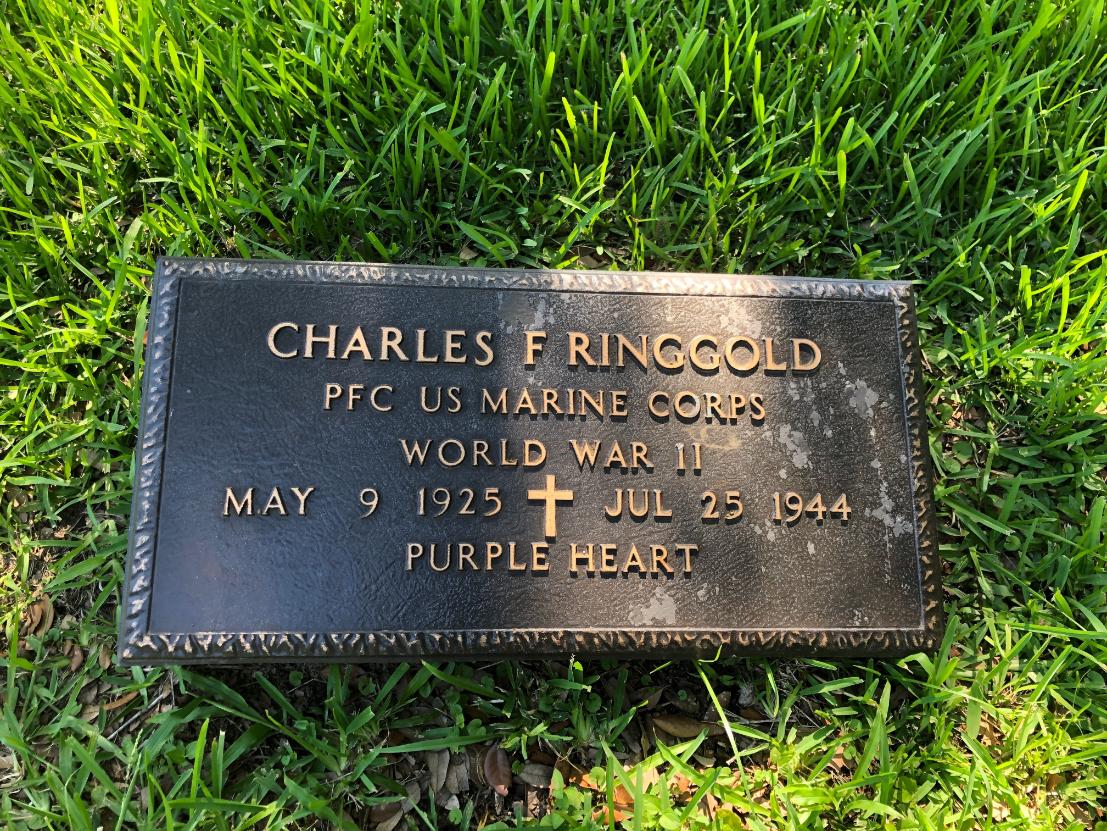 CHARLES F RINGGOLD
PFC US MARINE CORPS
WORLD WAR II
MAY 9 1925 JUL 25 1944
PURPLE HEART